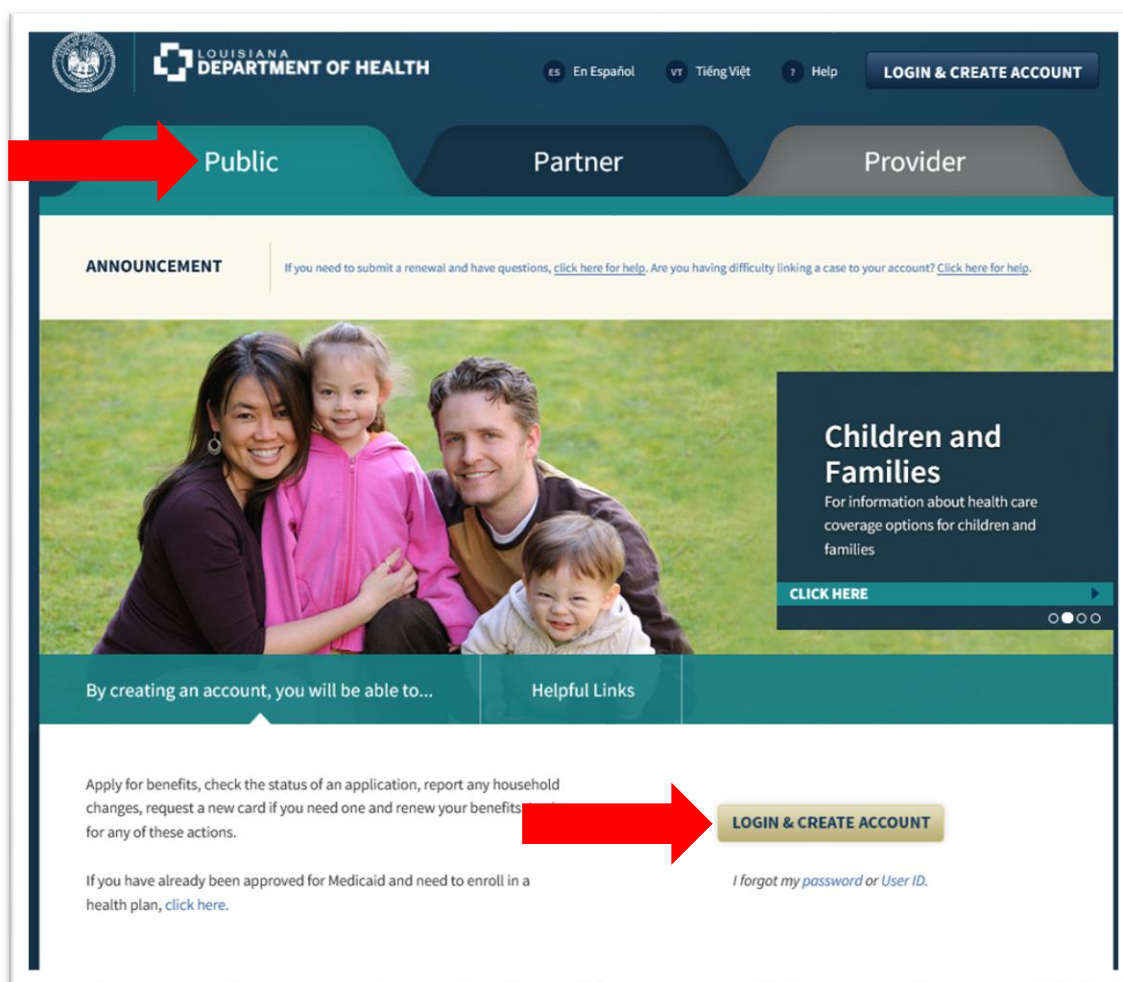 LOUISIANA
DEPARTMENT OF HEALTH
ES En Español VT Tiếng Việt ? Help LOGIN & CREATE ACCOUNT
Public Partner Provider
ANNOUNCEMENT If you need to submit a renewal and have questions, click here for help. Are you having difficulty linking a case to your account? Click here for help.
Children and
Families
For information about health care
coverage options for children and
families
CLICK HERE
By creating an account, you will be able to... Helpful Links
Apply for benefits, check the status of an application, report any household
changes, request a new card if you need one and renew your benefits
for any of these actions.
LOGIN & CREATE ACCOUNT
If you have already been approved for Medicaid and need to enroll in a
health plan, click here.
I forgot my password or User ID.